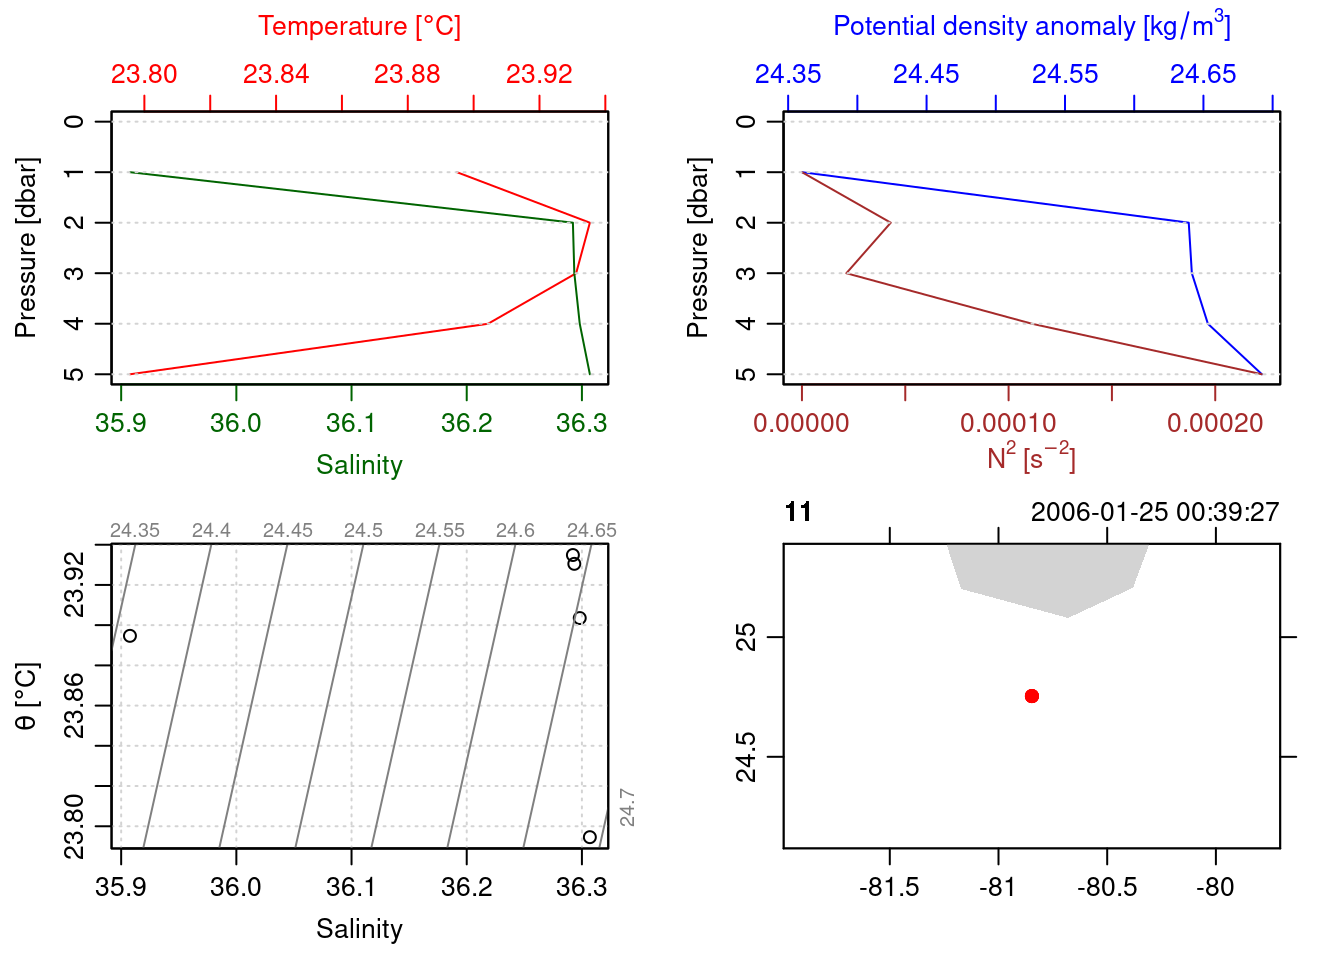 Temperature [°C]
23.80 23.84 23.88 23.92
Pressure [dbar]
0
1
2
3
4
5
35.9 36.0 36.1 36.2 36.3
Salinity
Potential density anomaly [kg/m³]
24.35 24.45 24.55 24.65
Pressure [dbar]
0
1
2
3
4
5
0.00000 0.00010 0.00020
N² [s⁻²]
24.35 24.4 24.45 24.5 24.55 24.6 24.65
24.7
θ [°C]
23.92
23.86
23.80
35.9 36.0 36.1 36.2 36.3
Salinity
11 2006-01-25 00:39:27
25
24.5
-81.5 -81 -80.5 -80